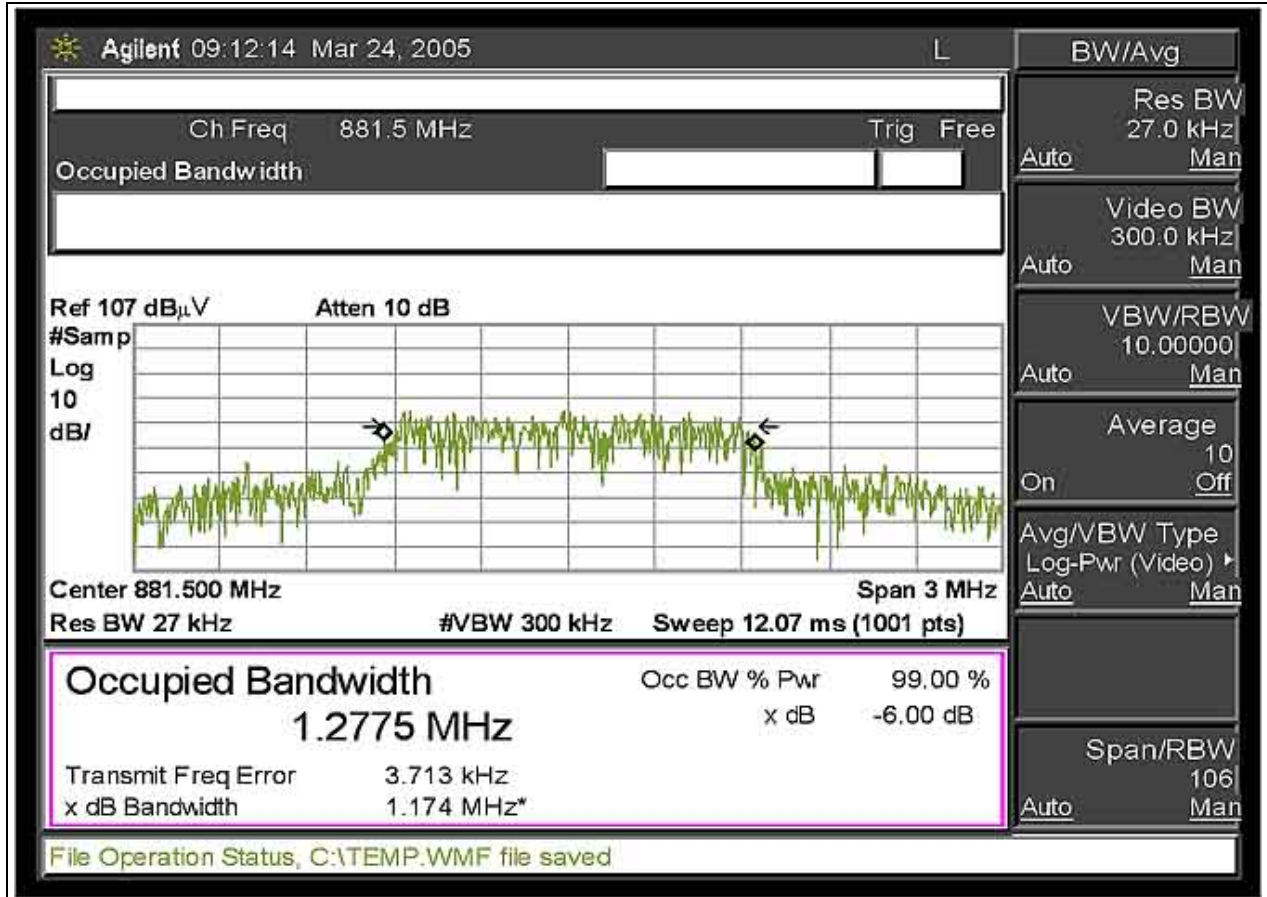 Agilent 09:12:14 Mar 24, 2005 L
Ch Freq 881.5 MHz Trig Free
Occupied Bandwidth
Ref 107 dBμV Atten 10 dB
#Samp
Log
10
dB/
Center 881.500 MHz Span 3 MHz
Res BW 27 kHz #VBW 300 kHz Sweep 12.07 ms (1001 pts)
Occupied Bandwidth Occ BW % Pwr 99.00 %
1.2775 MHz x dB -6.00 dB
Transmit Freq Error 3.713 kHz
x dB Bandwidth 1.174 MHz*
File Operation Status, C:\TEMP.WMF file saved
BW/Avg
Res BW
27.0 kHz
Auto Man
Video BW
300.0 kHz
Auto Man
VBW/RBW
10.00000
Auto Man
Average
10
On Off
Avg/VBW Type
Log-Pwr (Video)
Auto Man
Span/RBW
106
Auto Man